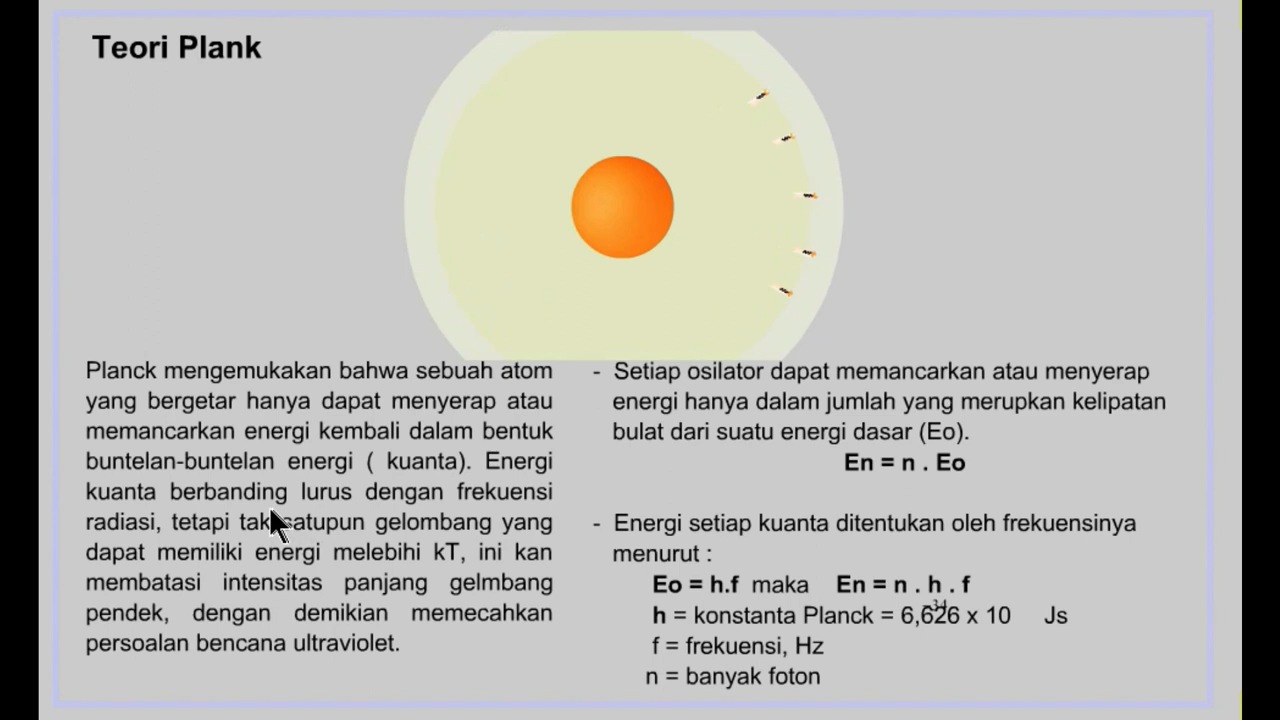 Teori Plank
Planck mengemukakan bahwa sebuah atom
yang bergetar hanya dapat menyerap atau
memancarkan energi kembali dalam bentuk
buntelan-buntelan energi ( kuanta). Energi
kuanta berbanding lurus dengan frekuensi
radiasi, tetapi tak satupun gelombang yang
dapat memiliki energi melebihi kT, ini kan
membatasi intensitas panjang gelmbang
pendek, dengan demikian memecahkan
persoalan bencana ultraviolet.
- Setiap osilator dapat memancarkan atau menyerap
energi hanya dalam jumlah yang merupkan kelipatan
bulat dari suatu energi dasar (Eo).
En = n . Eo
- Energi setiap kuanta ditentukan oleh frekuensinya
menurut :
Eo = h.f maka En = n . h . f
h = konstanta Planck = 6,626 x 10 Js
-34
f = frekuensi, Hz
n = banyak foton